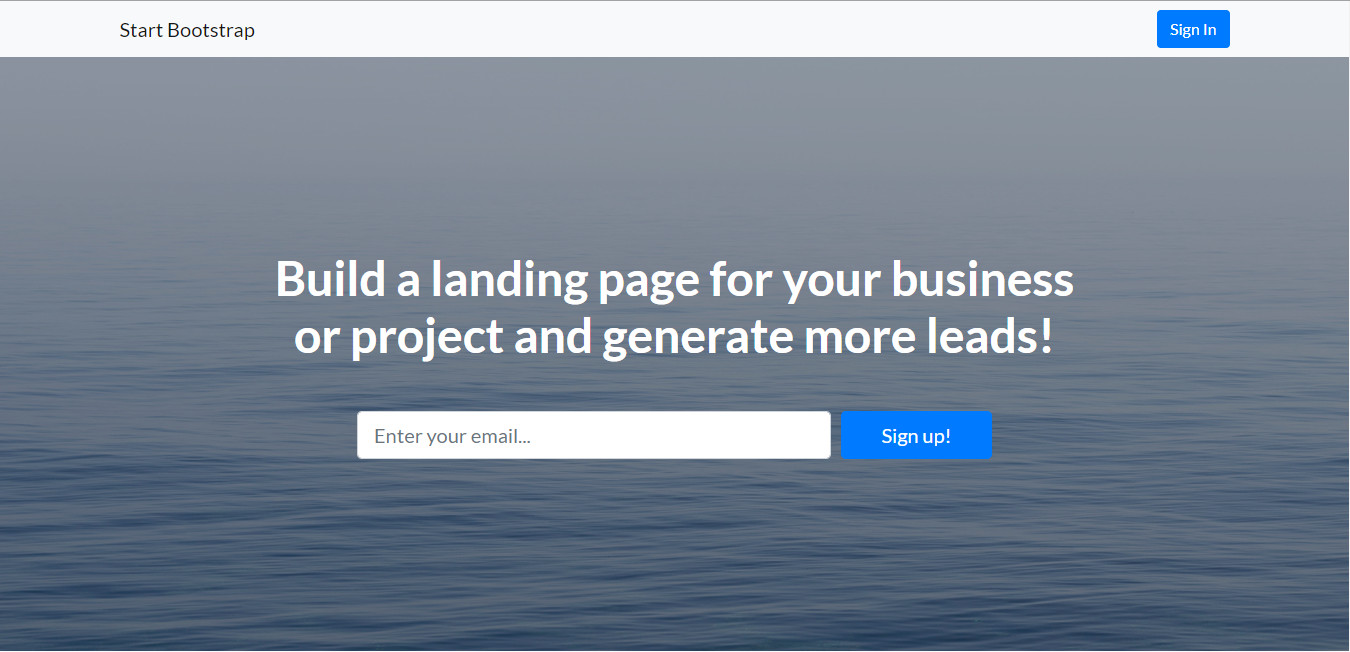 Start Bootstrap
Sign In
Build a landing page for your business
or project and generate more leads!
Enter your email...
Sign up!